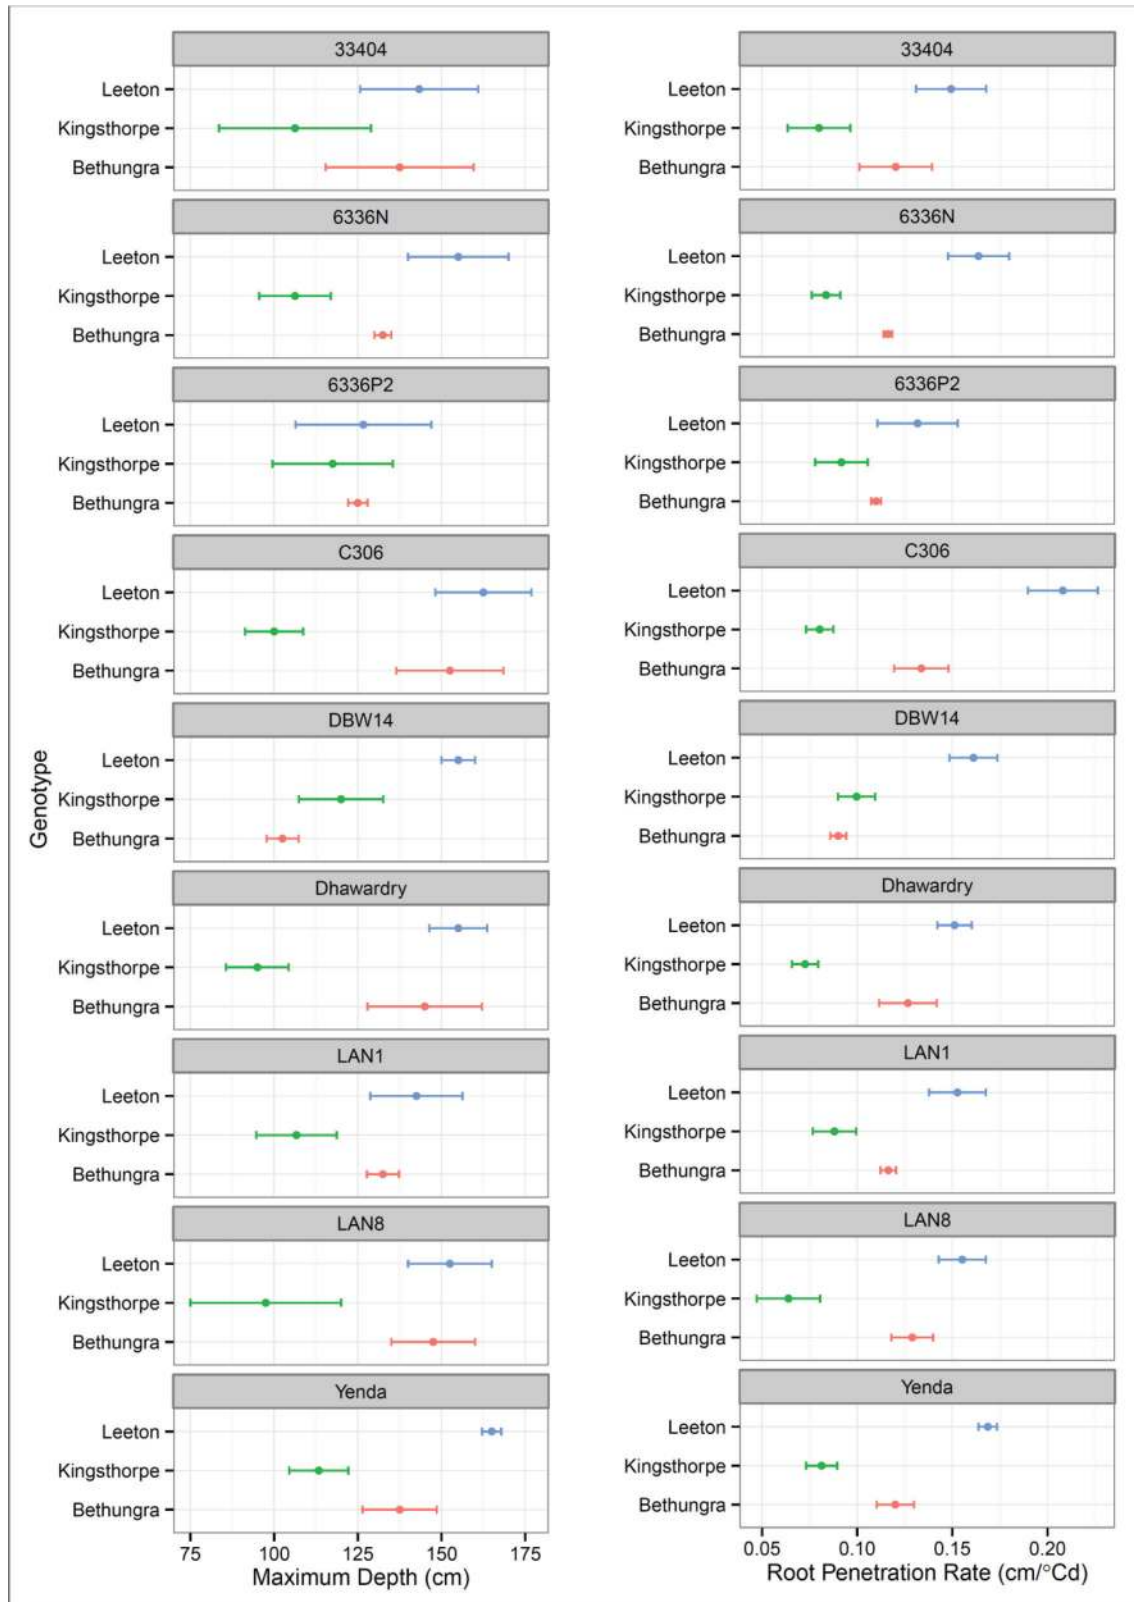 33404
Leeton
Kingsthorpe
Bethungra
6336N
Leeton
Kingsthorpe
Bethungra
6336P2
Leeton
Kingsthorpe
Bethungra
C306
Leeton
Kingsthorpe
Bethungra
DBW14
Leeton
Kingsthorpe
Bethungra
Dhawardry
Leeton
Kingsthorpe
Bethungra
LAN1
Leeton
Kingsthorpe
Bethungra
LAN8
Leeton
Kingsthorpe
Bethungra
Yenda
Leeton
Kingsthorpe
Bethungra
Genotype
75 100 125 150 175
Maximum Depth (cm)
33404
Leeton
Kingsthorpe
Bethungra
6336N
Leeton
Kingsthorpe
Bethungra
6336P2
Leeton
Kingsthorpe
Bethungra
C306
Leeton
Kingsthorpe
Bethungra
DBW14
Leeton
Kingsthorpe
Bethungra
Dhawardry
Leeton
Kingsthorpe
Bethungra
LAN1
Leeton
Kingsthorpe
Bethungra
LAN8
Leeton
Kingsthorpe
Bethungra
Yenda
Leeton
Kingsthorpe
Bethungra
0.05 0.10 0.15 0.20
Root Penetration Rate (cm/°Cd)